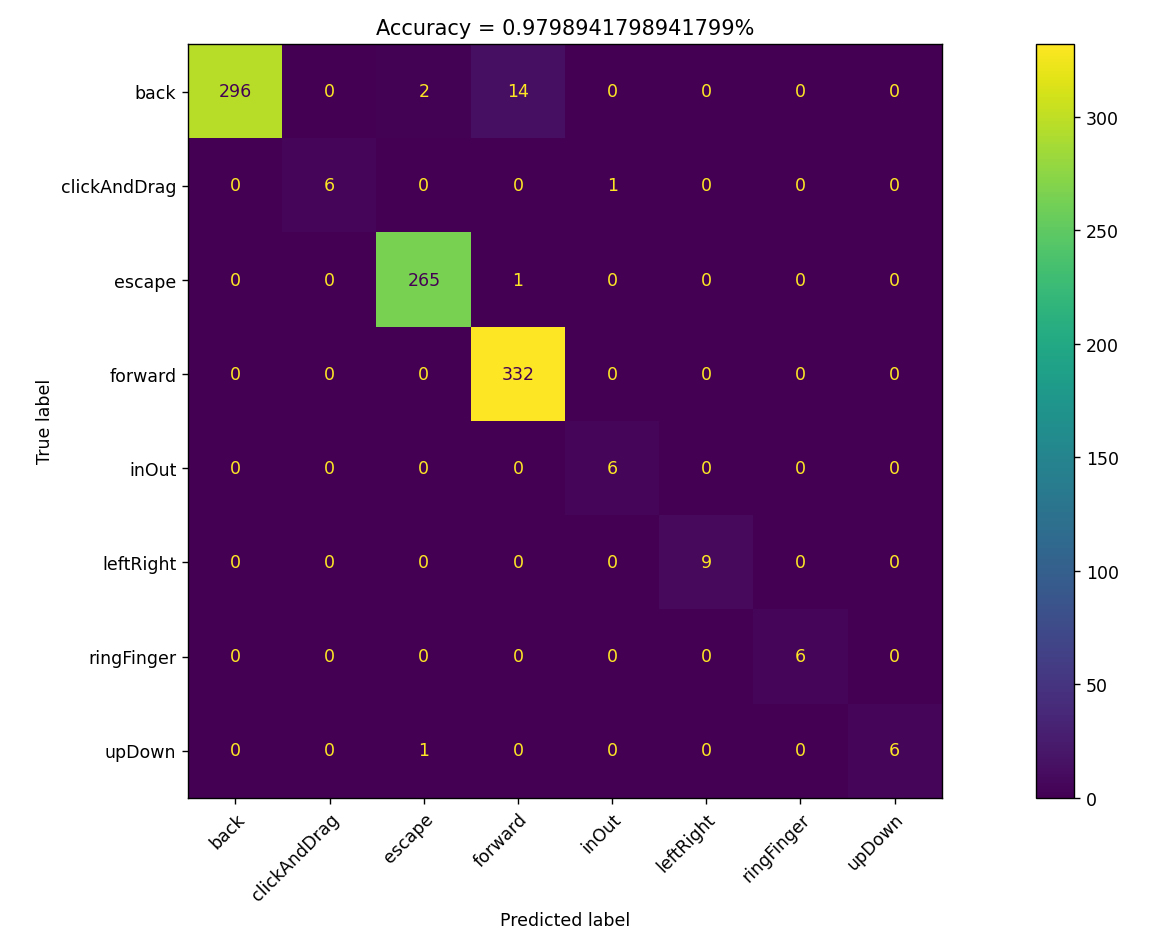 Accuracy = 0.9798941798941799%
back 296 0 2 14 0 0 0 0
clickAndDrag 0 6 0 0 1 0 0 0
escape 0 0 265 1 0 0 0 0
forward 0 0 0 332 0 0 0 0
inOut 0 0 0 0 6 0 0 0
leftRight 0 0 0 0 0 9 0 0
ringFinger 0 0 0 0 0 0 6 0
upDown 0 0 1 0 0 0 0 6
True label
back clickAndDrag escape forward inOut leftRight ringFinger upDown
Predicted label
300
250
200
150
100
50
0